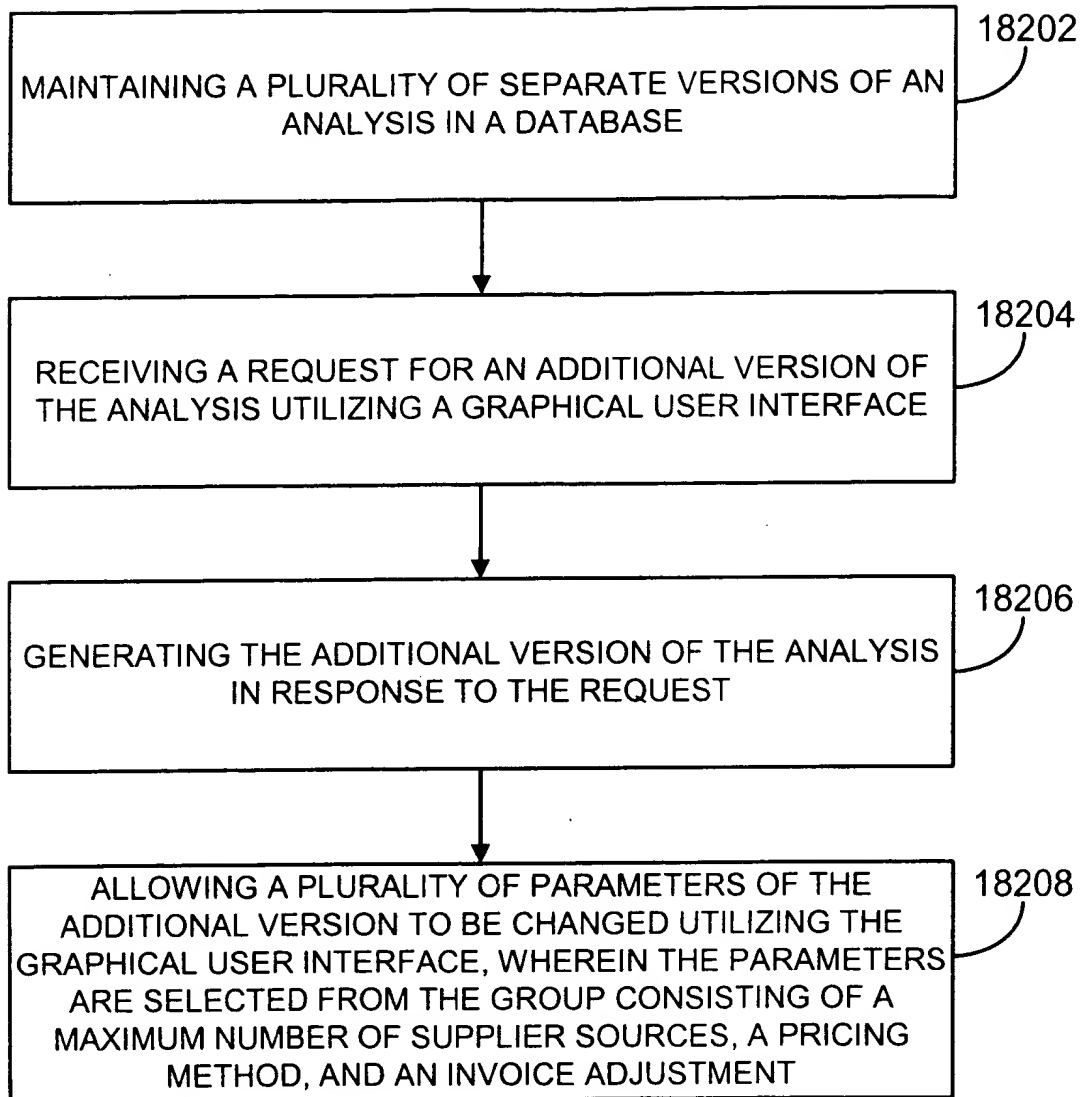 18202
MAINTAINING A PLURALITY OF SEPARATE VERSIONS OF AN
ANALYSIS IN A DATABASE
18204
RECEIVING A REQUEST FOR AN ADDITIONAL VERSION OF
THE ANALYSIS UTILIZING A GRAPHICAL USER INTERFACE
18206
GENERATING THE ADDITIONAL VERSION OF THE ANALYSIS
IN RESPONSE TO THE REQUEST
18208
ALLOWING A PLURALITY OF PARAMETERS OF THE
ADDITIONAL VERSION TO BE CHANGED UTILIZING THE
GRAPHICAL USER INTERFACE, WHEREIN THE PARAMETERS
ARE SELECTED FROM THE GROUP CONSISTING OF A
MAXIMUM NUMBER OF SUPPLIER SOURCES, A PRICING
METHOD, AND AN INVOICE ADJUSTMENT